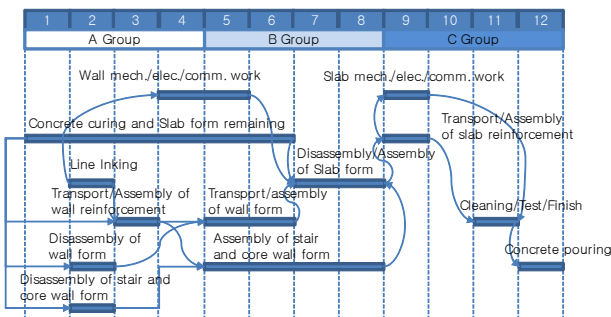 1 2 3 4 5 6 7 8 9 10 11 12
A Group B Group C Group
Wall mech./elec./comm. work
Slab mech./elec./comm. work
Concrete curing and Slab form remaining
Transport/Assembly
of slab reinforcement
Disassembly/Assembly
of Slab form
Line Inking
Transport/Assembly of
wall reinforcement
Transport/assembly
of wall form
Cleaning/Test/Finish
Disassembly of
wall form
Assembly of stair
and core wall form
Concrete pouring
Disassembly of stair and
core wall form